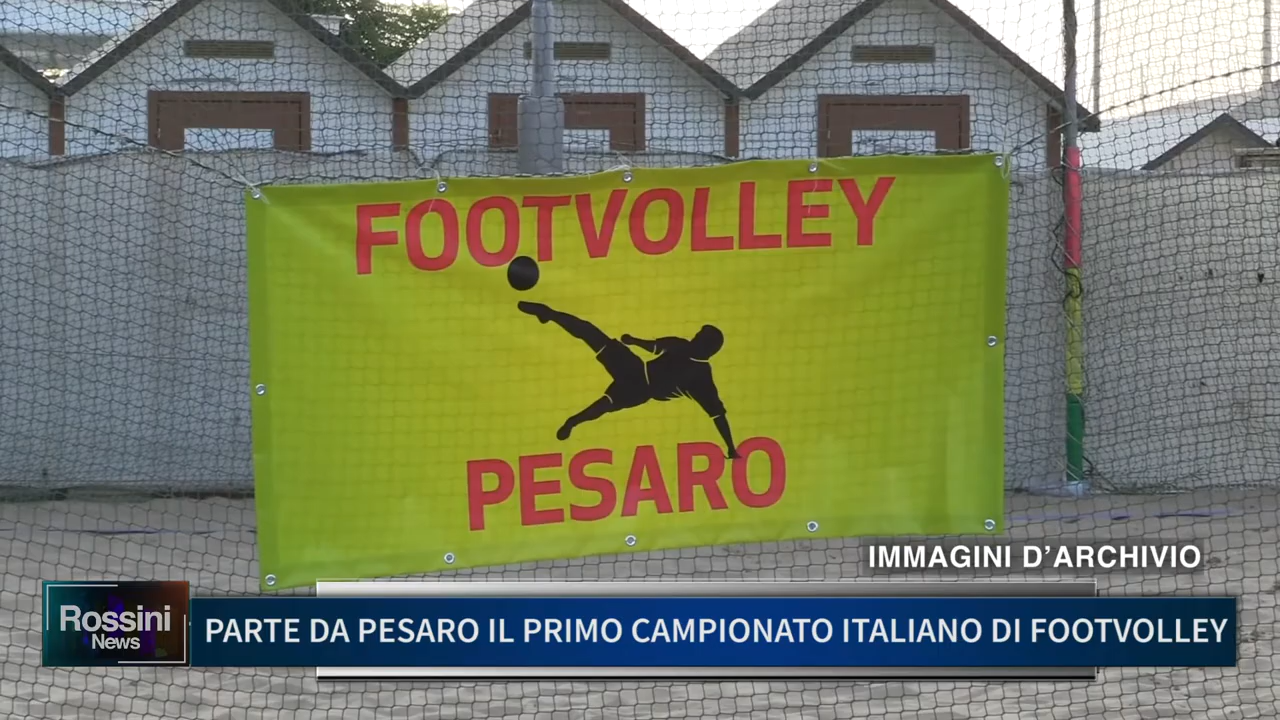 FOOTVOLLEY
PESARO
IMMAGINI D'ARCHIVIO
Rossini
News
PARTE DA PESARO IL PRIMO CAMPIONATO ITALIANO DI FOOTVOLLEY